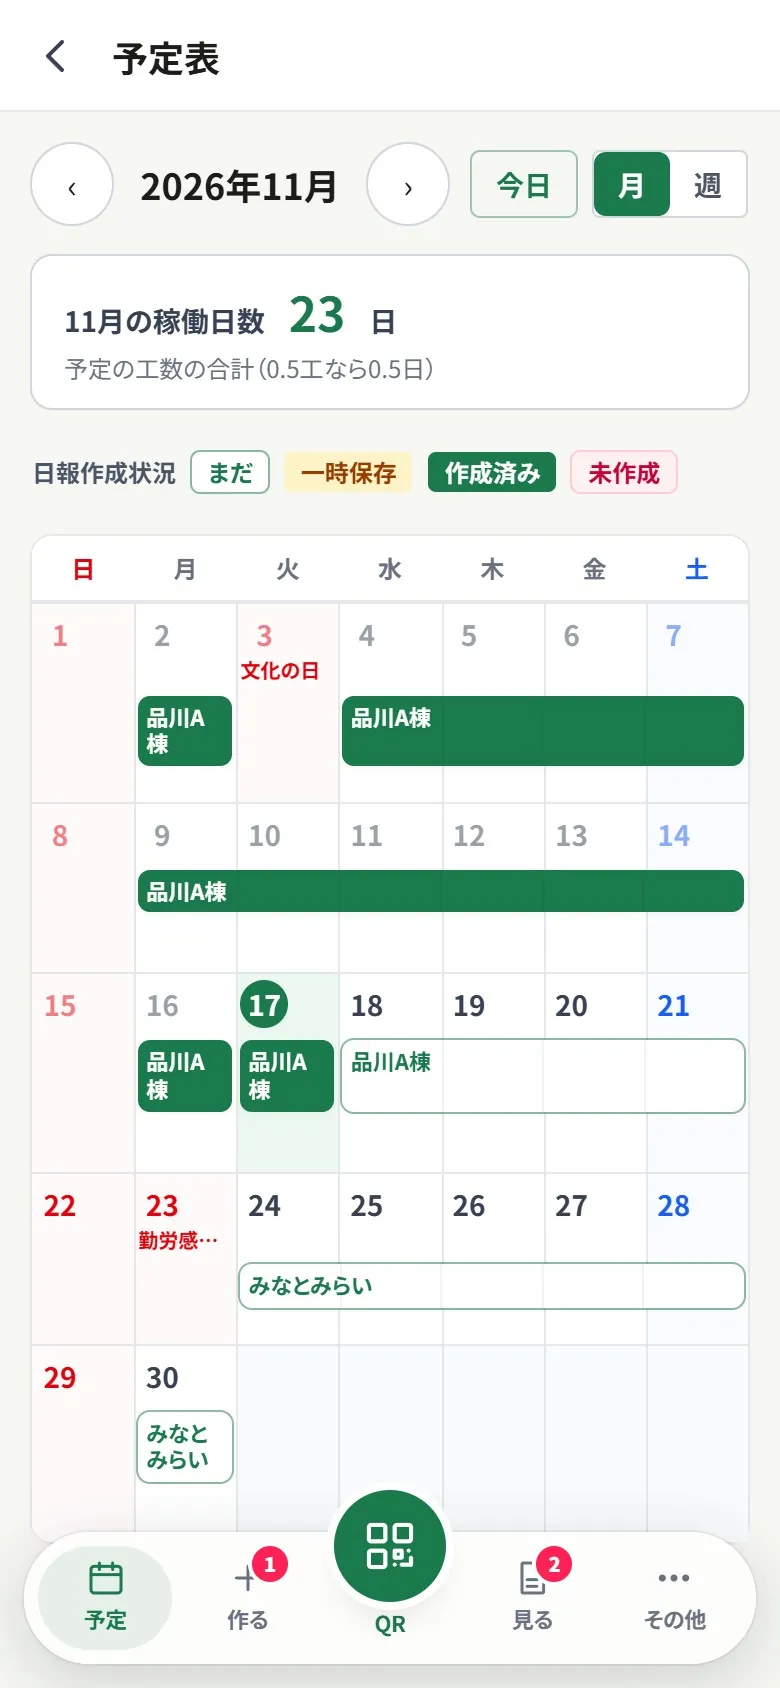 予定表
‹ 2026年11月 › 今日 月 週
11月の稼働日数 23 日
予定の工数の合計（0.5工なら0.5日）
日報作成状況 まだ 一時保存 作成済み 未作成
日 月 火 水 木 金 土
1 2 3 4 5 6 7
文化の日
品川A
棟
品川A棟
8 9 10 11 12 13 14
品川A棟
15 16 17 18 19 20 21
品川A
棟
品川A
棟
品川A棟
22 23 24 25 26 27 28
勤労感…
みなとみらい
29 30
みなと
みらい
1 2
予定 作る QR 見る その他